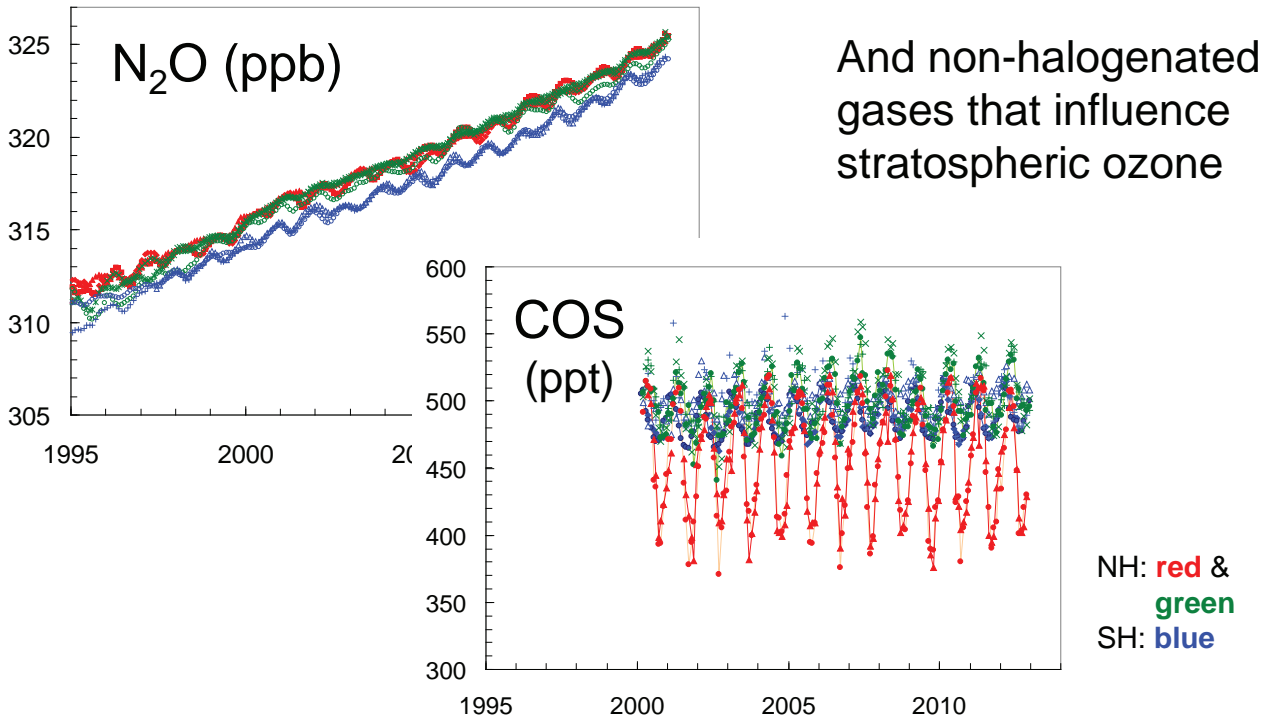 325
320
315
310
305
1995
2000
N₂O (ppb)
And non-halogenated
gases that influence
stratospheric ozone
600
550
500
450
400
350
300
1995
2000
2005
2010
COS
(ppt)
NH: red &
green
SH: blue